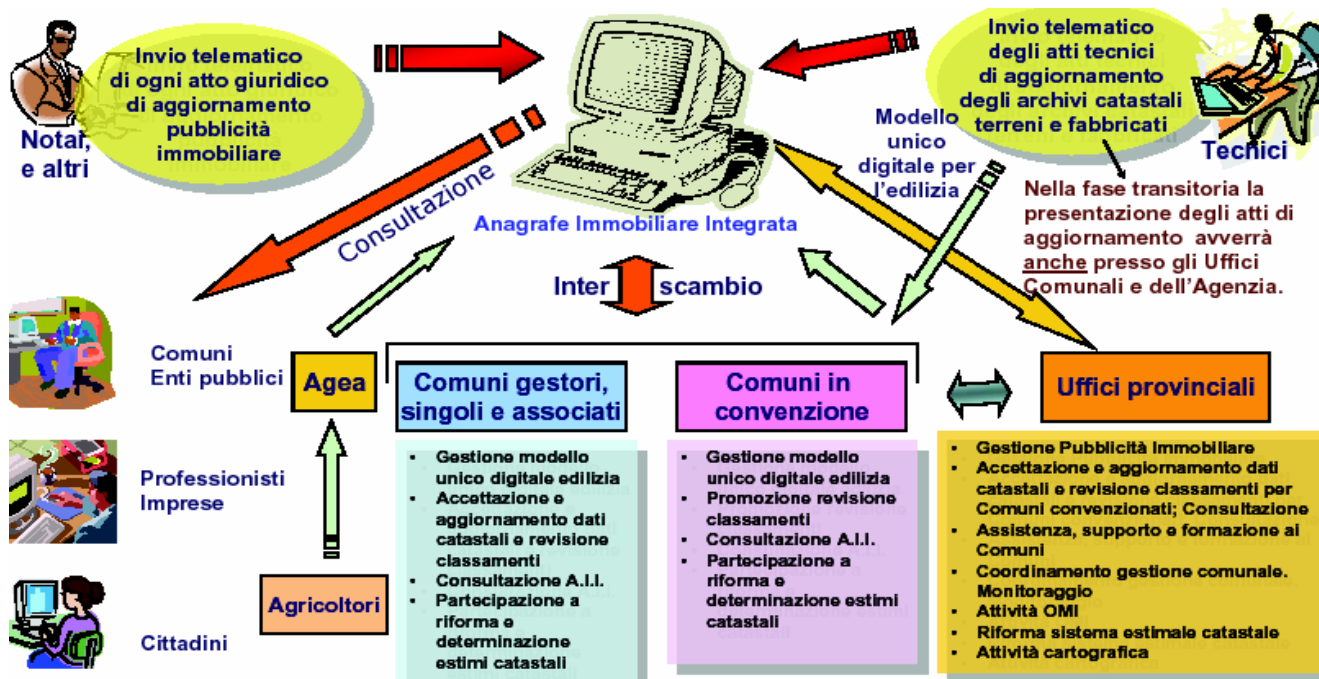 Invio telematico
di ogni atto giuridico
di aggiornamento
pubblicità
immobiliare
Notai,
e altri
Invio telematico
degli atti tecnici
di aggiornamento
degli archivi catastali
terreni e fabbricati
Tecnici
Modello
unico
digitale per
l'edilizia
Nella fase transitoria la
presentazione degli atti di
aggiornamento avverrà
anche presso gli Uffici
Comunali e dell'Agenzia.
Consultazione
Anagrafe Immobiliare Integrata
Inter scambio
Comuni
Enti pubblici
Professionisti
Imprese
Cittadini
Agea
Agricoltori
Comuni gestori,
singoli e associati
• Gestione modello
unico digitale edilizia
• Accettazione e
aggiornamento dati
catastali e revisione
classamenti
• Consultazione A.I.I.
• Partecipazione a
riforma e
determinazione
estimi catastali
Comuni in
convenzione
• Gestione modello
unico digitale edilizia
• Promozione revisione
classamenti
• Consultazione A.I.I.
• Partecipazione a
riforma e
determinazione estimi
catastali
Uffici provinciali
• Gestione Pubblicità Immobiliare
• Accettazione e aggiornamento dati
catastali e revisione classamenti per
Comuni convenzionati; Consultazione
• Assistenza, supporto e formazione ai
Comuni
• Coordinamento gestione comunale.
Monitoraggio
• Attività OMI
• Riforma sistema estimale catastale
• Attività cartografica